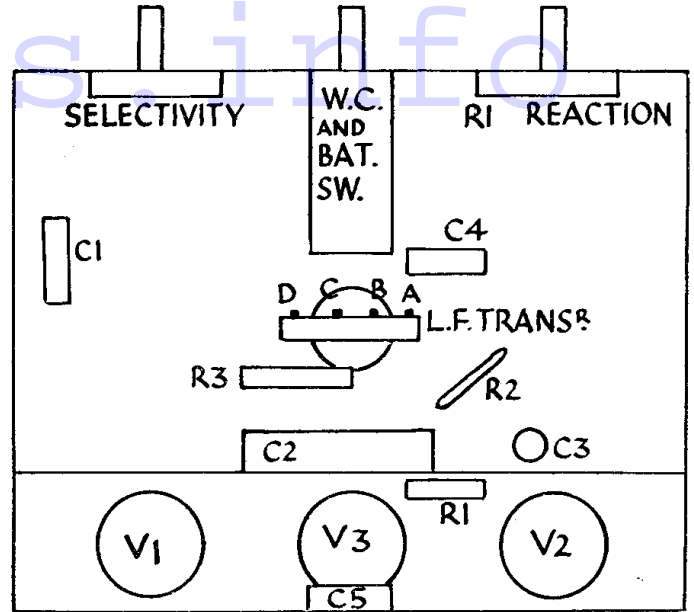 s.info
SELECTIVITY
W.C.
AND
BAT.
SW.
R1 REACTION
C1
C4
D C B A
L.F. TRANSR.
R3
R2
C2
C3
R1
V1
V3
V2
C5